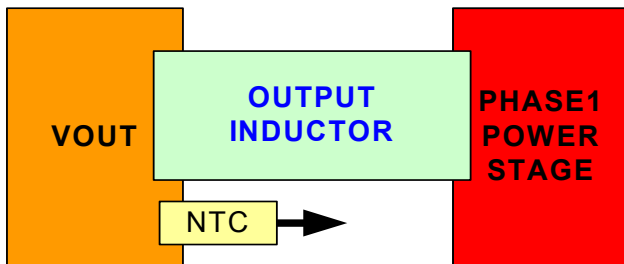 VOUT
OUTPUT
INDUCTOR
PHASE1
POWER
STAGE
NTC